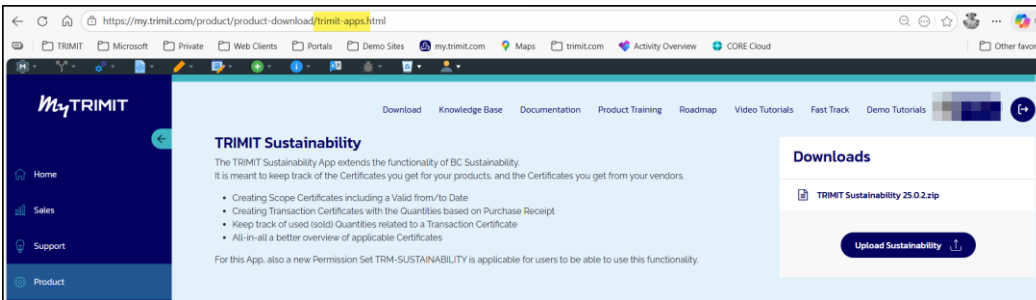 https://my.trimit.com/product/product-download/trimit-apps.html
TRIMIT Microsoft Private Web Clients Portals Demo Sites my.trimit.com Maps trimit.com Activity Overview CORE Cloud Other favor
MyTRIMIT
Download Knowledge Base Documentation Product Training Roadmap Video Tutorials Fast Track Demo Tutorials
Home
Sales
Support
Product
TRIMIT Sustainability
The TRIMIT Sustainability App extends the functionality of BC Sustainability.
It is meant to keep track of the Certificates you get for your products, and the Certificates you get from your vendors.
• Creating Scope Certificates including a Valid from/to Date
• Creating Transaction Certificates with the Quantities based on Purchase Receipt
• Keep track of used (sold) Quantities related to a Transaction Certificate
• All-in-all a better overview of applicable Certificates
For this App, also a new Permission Set TRM-SUSTAINABILITY is applicable for users to be able to use this functionality.
Downloads
TRIMIT Sustainability 25.0.2.zip
Upload Sustainability